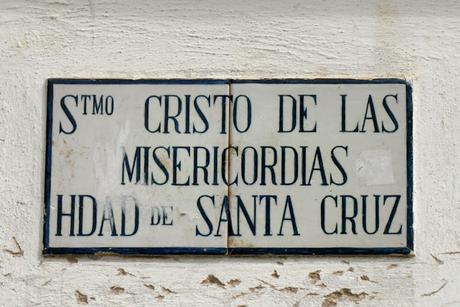 STMO CRISTO DE LAS
MISERICORDIAS
HDAD DE SANTA CRUZ